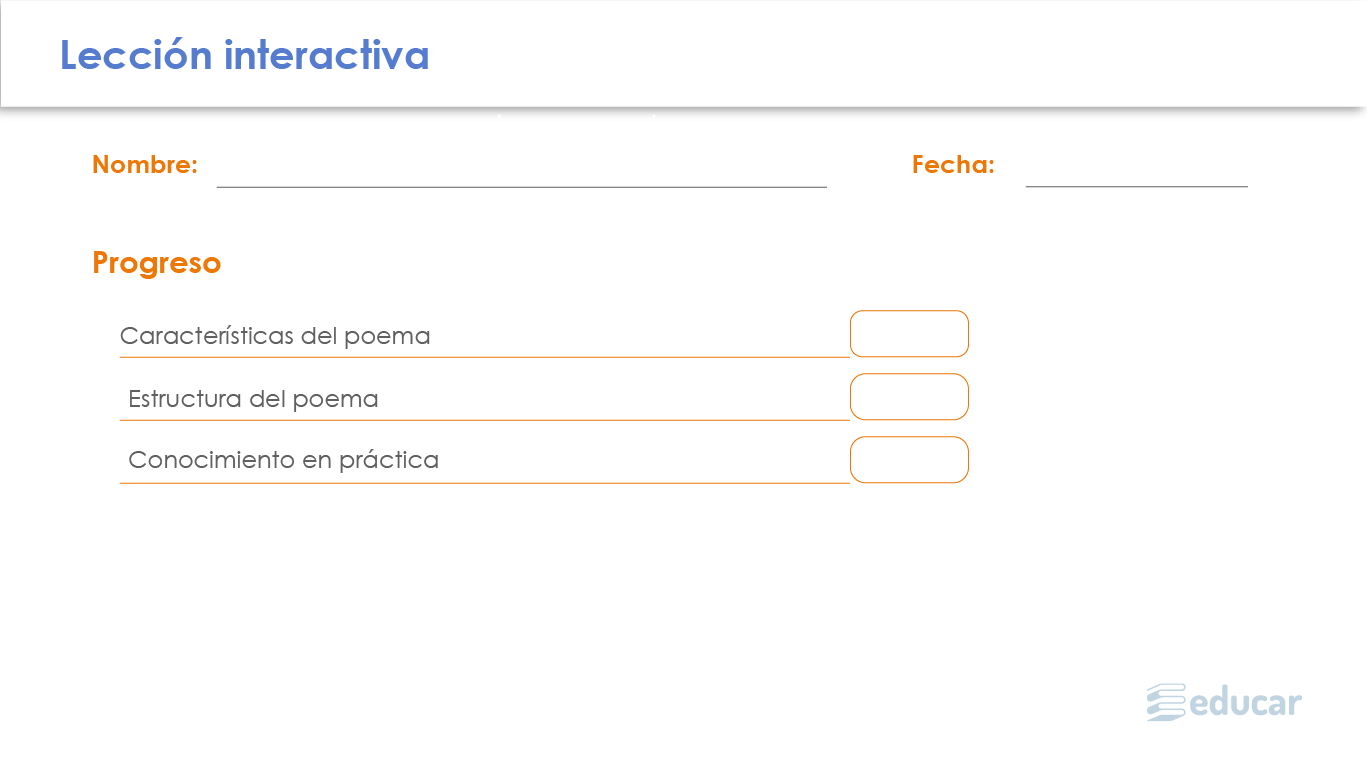 Lección interactiva
Nombre:
Fecha:
Progreso
Características del poema
Estructura del poema
Conocimiento en práctica
educar